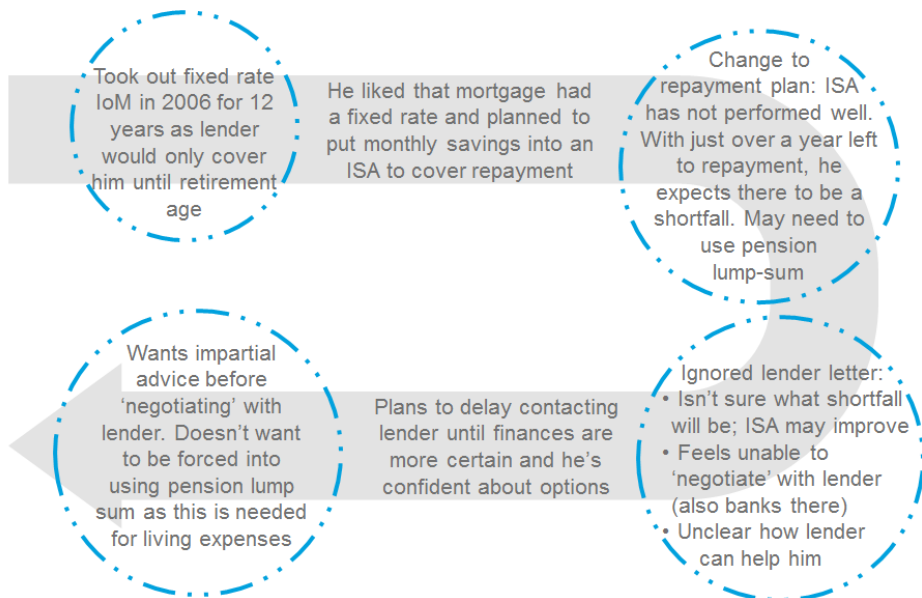 Took out fixed rate
IoM in 2006 for 12
years as lender
would only cover
him until retirement
age
He liked that mortgage had
a fixed rate and planned to
put monthly savings into an
ISA to cover repayment
Change to
repayment plan: ISA
has not performed well.
With just over a year left
to repayment, he
expects there to be a
shortfall. May need to
use pension
lump-sum
Ignored lender letter:
• Isn’t sure what shortfall
will be; ISA may improve
• Feels unable to
‘negotiate’ with lender
(also banks there)
• Unclear how lender
can help him
Plans to delay contacting
lender until finances are
more certain and he’s
confident about options
Wants impartial
advice before
‘negotiating’ with
lender. Doesn’t want
to be forced into
using pension lump
sum as this is needed
for living expenses